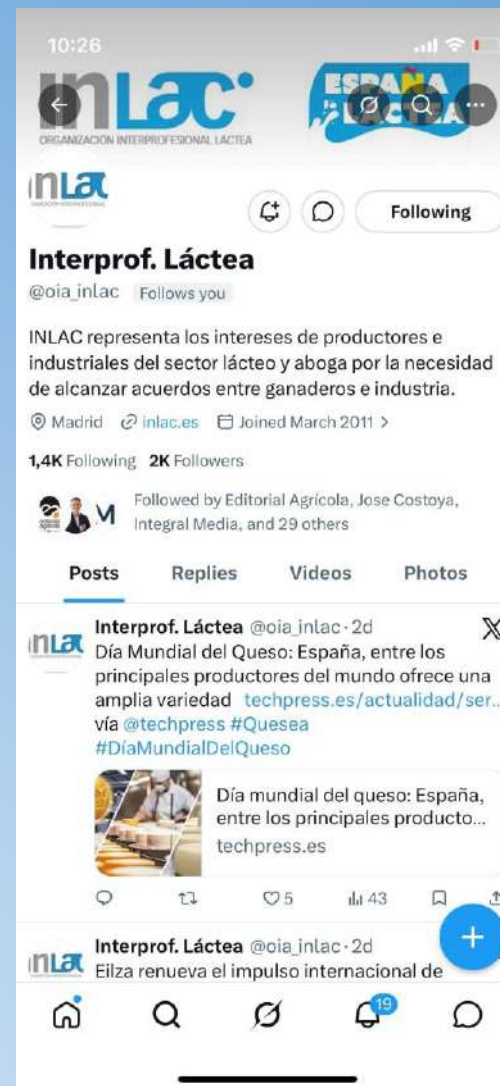 10:26
inLac
ORGANIZACIÓN INTERPROFESIONAL LÁCTEA
ESPAÑA
LÁCTEA
inLac
Following
Interprof. Láctea
@oia_inlac Follows you
INLAC representa los intereses de productores e
industriales del sector lácteo y aboga por la necesidad
de alcanzar acuerdos entre ganaderos e industria.
Madrid inlac.es Joined March 2011 >
1,4K Following 2K Followers
Followed by Editorial Agrícola, Jose Costoya,
Integral Media, and 29 others
Posts Replies Videos Photos
inLac
Interprof. Láctea @oia_inlac · 2d
Día Mundial del Queso: España, entre los
principales productores del mundo ofrece una
amplia variedad techpress.es/actualidad/ser...
vía @techpress #Quesea
#DíaMundialDelQueso
Día mundial del queso: España,
entre los principales producto...
techpress.es
5 43
inLac
Interprof. Láctea @oia_inlac · 2d
Eilza renueva el impulso internacional de
19